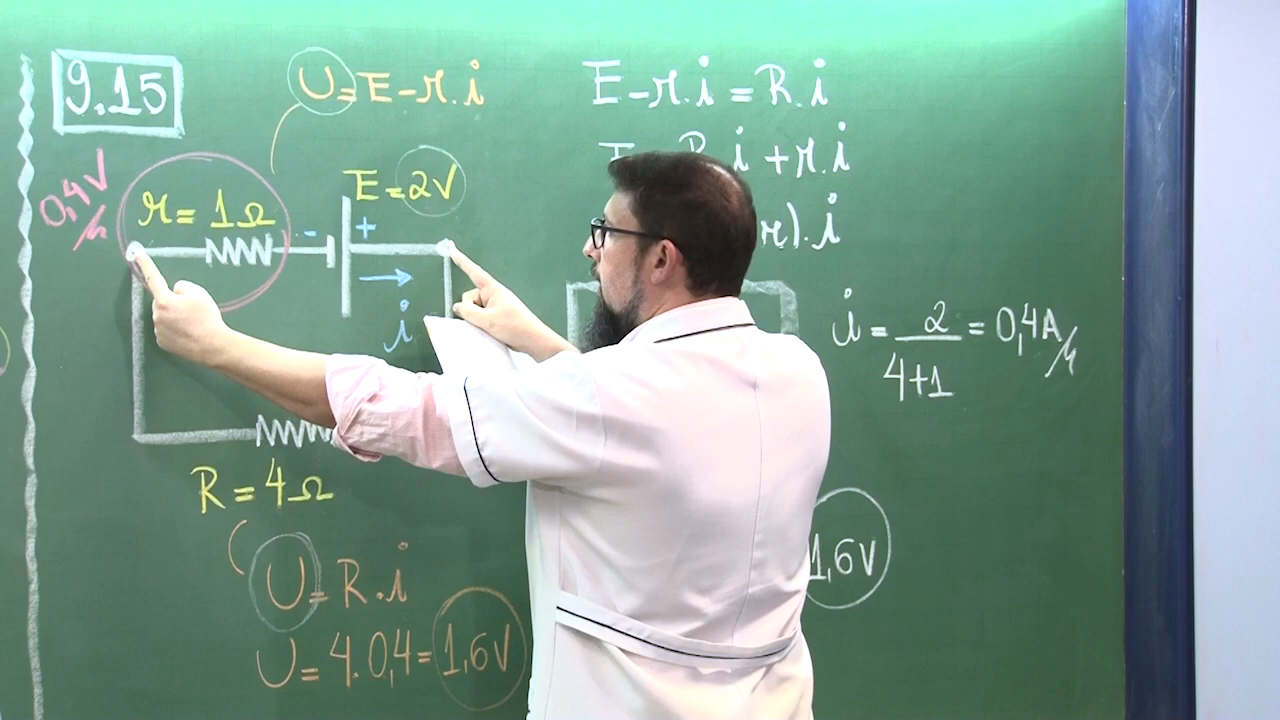 9.15
U = E - r.i
0,4V
r = 1Ω
E = 2V
- +
i
R = 4Ω
U = R.i
U = 4.0,4 = 1,6V
E - r.i = R.i
i + r.i
r).i
i = 2/4+1 = 0,4A
1,6V